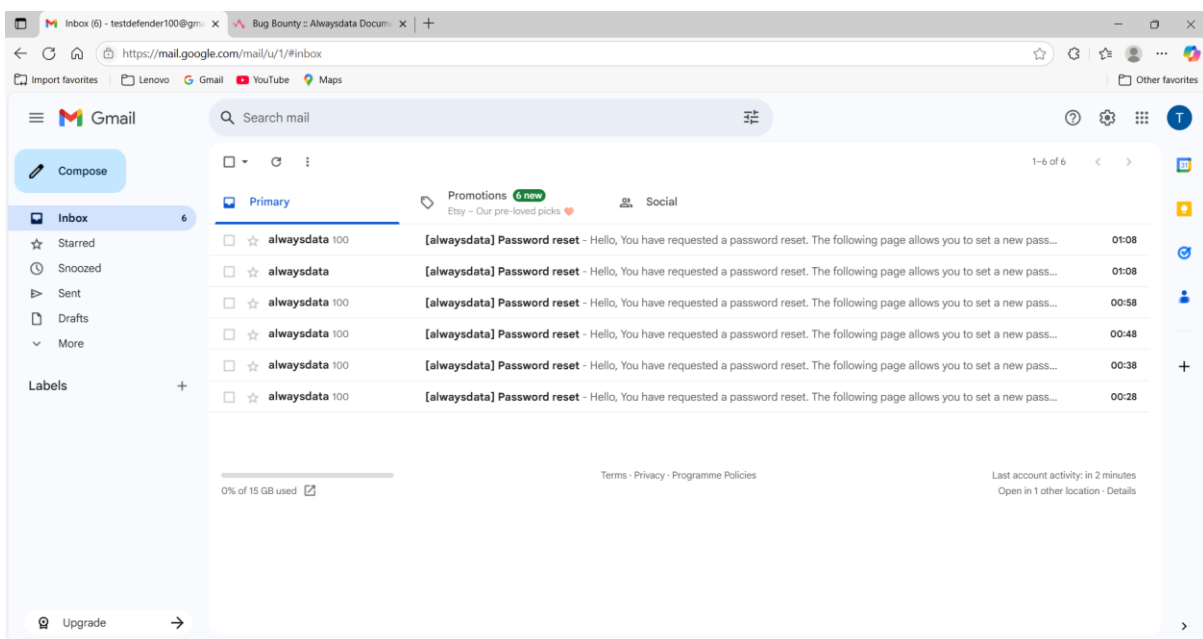 Inbox (6) - testdefender100@gm
Bug Bounty :: Alwaysdata Docum
https://mail.google.com/mail/u/1/#inbox
Import favorites Lenovo Gmail YouTube Maps Other favorites
Gmail
Search mail
T
Compose
1–6 of 6
31
Primary
Promotions 6 new
Etsy – Our pre-loved picks
Social
Inbox 6
Starred
Snoozed
Sent
Drafts
More
Labels
alwaysdata 100 [alwaysdata] Password reset - Hello, You have requested a password reset. The following page allows you to set a new pass... 01:08
alwaysdata [alwaysdata] Password reset - Hello, You have requested a password reset. The following page allows you to set a new pass... 01:08
alwaysdata 100 [alwaysdata] Password reset - Hello, You have requested a password reset. The following page allows you to set a new pass... 00:58
alwaysdata 100 [alwaysdata] Password reset - Hello, You have requested a password reset. The following page allows you to set a new pass... 00:48
alwaysdata 100 [alwaysdata] Password reset - Hello, You have requested a password reset. The following page allows you to set a new pass... 00:38
alwaysdata 100 [alwaysdata] Password reset - Hello, You have requested a password reset. The following page allows you to set a new pass... 00:28
0% of 15 GB used
Terms · Privacy · Programme Policies
Last account activity: in 2 minutes
Open in 1 other location · Details
Upgrade